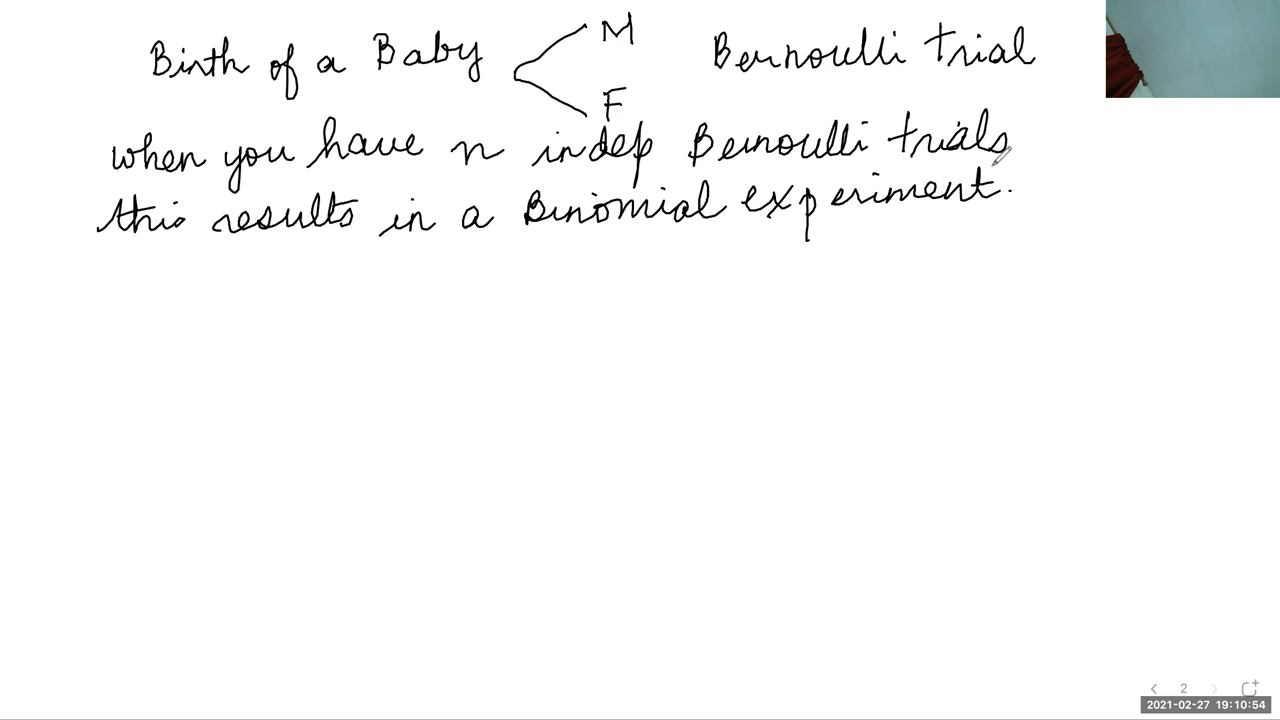 Birth of a Baby M Bernoulli trial
F
when you have n indep Bernoulli trials
this results in a Binomial experiment.
2
2021-02-27 19:10:54